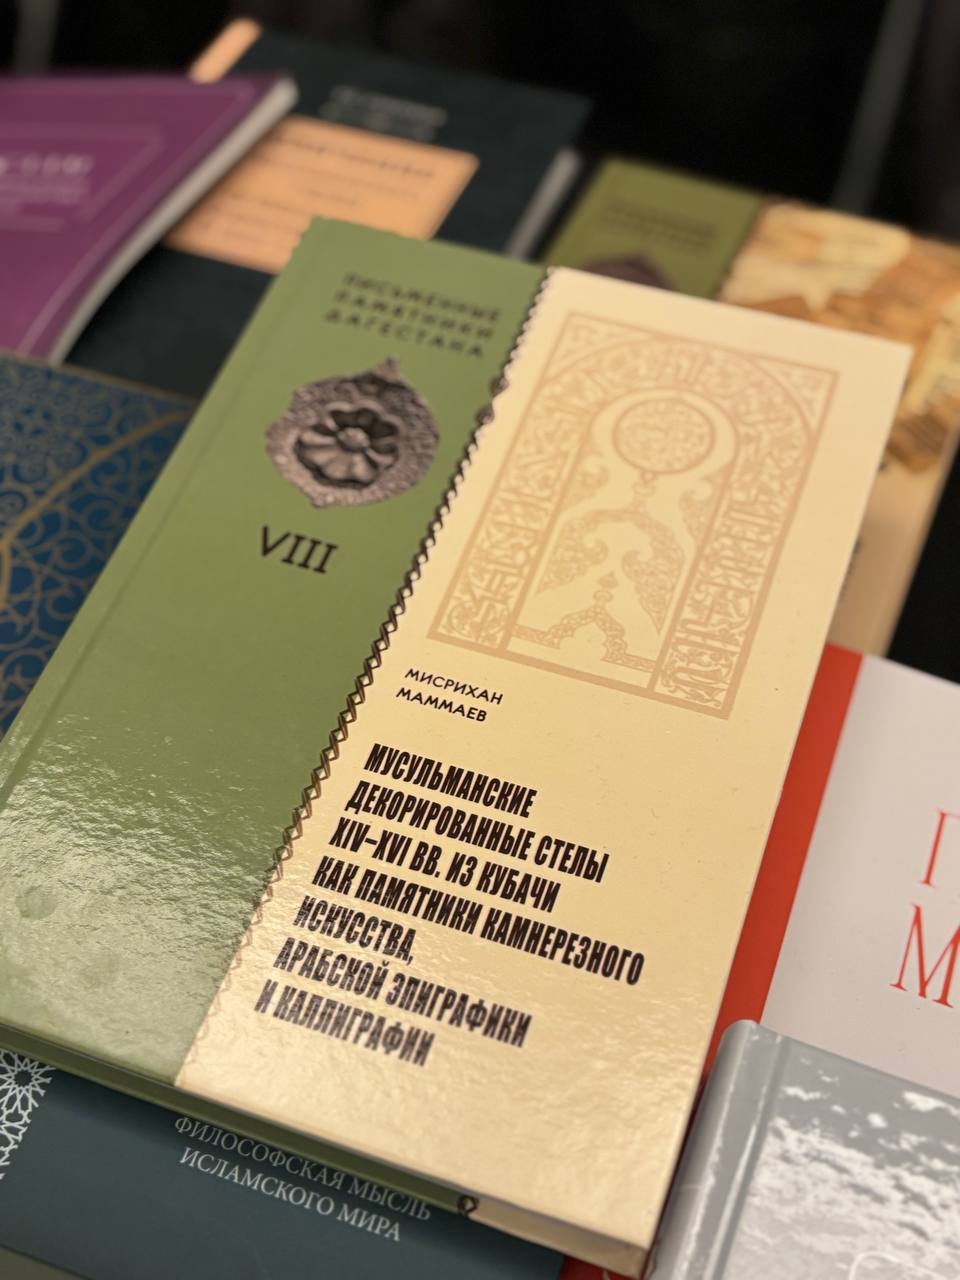 ПИСЬМЕННЫЕ
ПАМЯТНИКИ
ДАГЕСТАНА
VIII
МИСРИХАН
МАММАЕВ
МУСУЛЬМАНСКИЕ
ДЕКОРИРОВАННЫЕ СТЕЛЫ
XIV–XVI ВВ. ИЗ КУБАЧИ
КАК ПАМЯТНИКИ КАМНЕРЕЗНОГО
ИСКУССТВА,
АРАБСКОЙ ЭПИГРАФИКИ
И КАЛЛИГРАФИИ
ФИЛОСОФСКАЯ МЫСЛЬ
ИСЛАМСКОГО МИРА